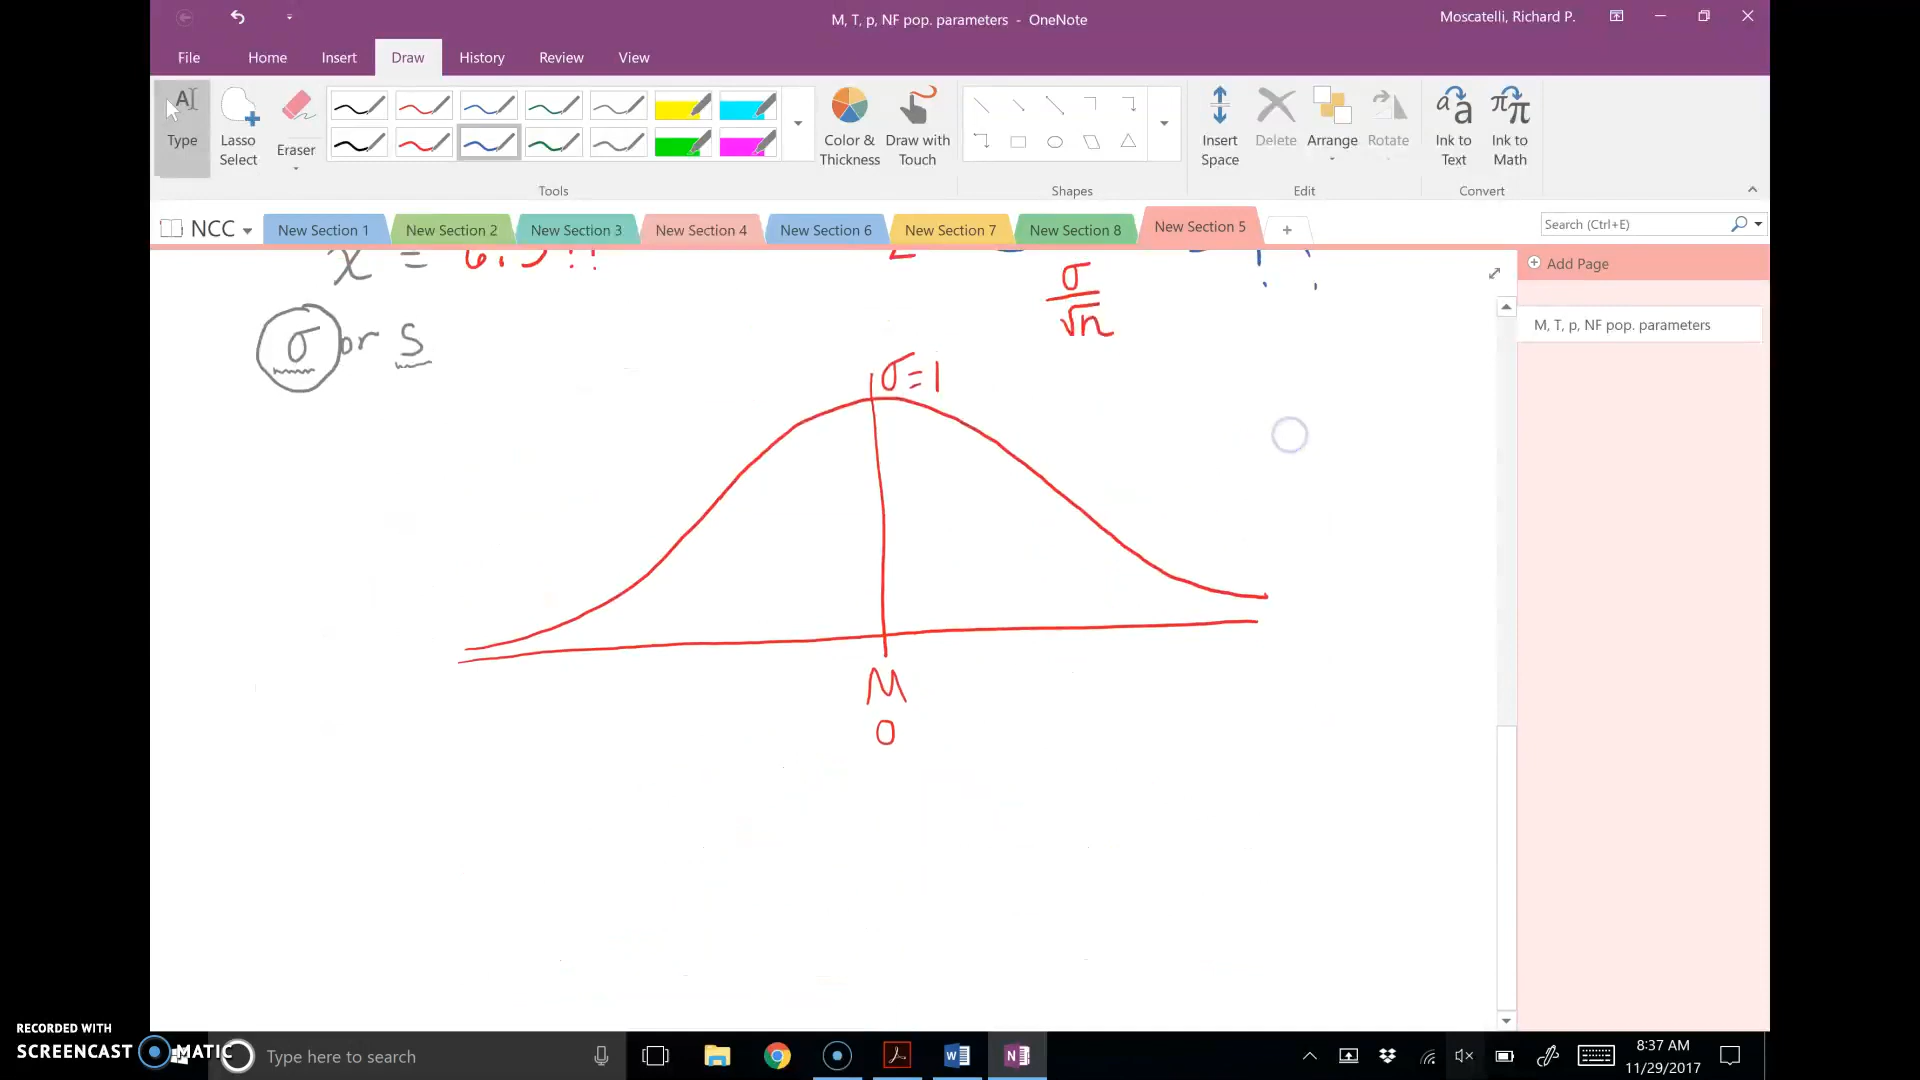 M, T, p, NF pop. parameters - OneNote
Moscatelli, Richard P.
File Home Insert Draw History Review View
Type
Lasso Select
Eraser
Color & Thickness
Draw with Touch
Insert Space
Delete
Arrange
Rotate
Ink to Text
Ink to Math
Tools
Shapes
Edit
Convert
NCC
New Section 1
New Section 2
New Section 3
New Section 4
New Section 6
New Section 7
New Section 8
New Section 5
Search (Ctrl+E)
Add Page
M, T, p, NF pop. parameters
σ
√n
σ or s
σ=1
M
0
RECORDED WITH
SCREENCAST MATIC
Type here to search
8:37 AM
11/29/2017